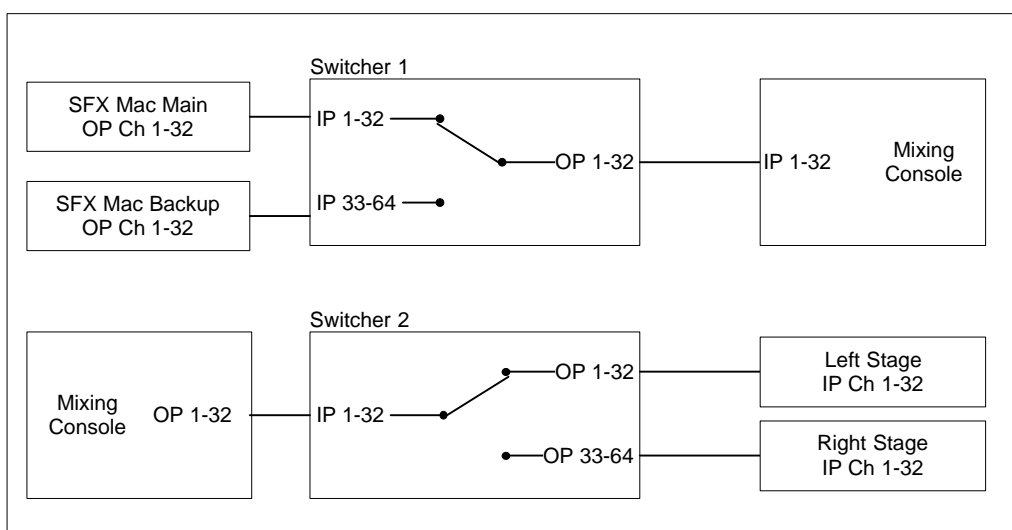 Switcher 1
SFX Mac Main
OP Ch 1-32
IP 1-32
OP 1-32
IP 1-32
Mixing
Console
SFX Mac Backup
OP Ch 1-32
IP 33-64
Switcher 2
Mixing
Console
OP 1-32
IP 1-32
OP 1-32
OP 33-64
Left Stage
IP Ch 1-32
Right Stage
IP Ch 1-32